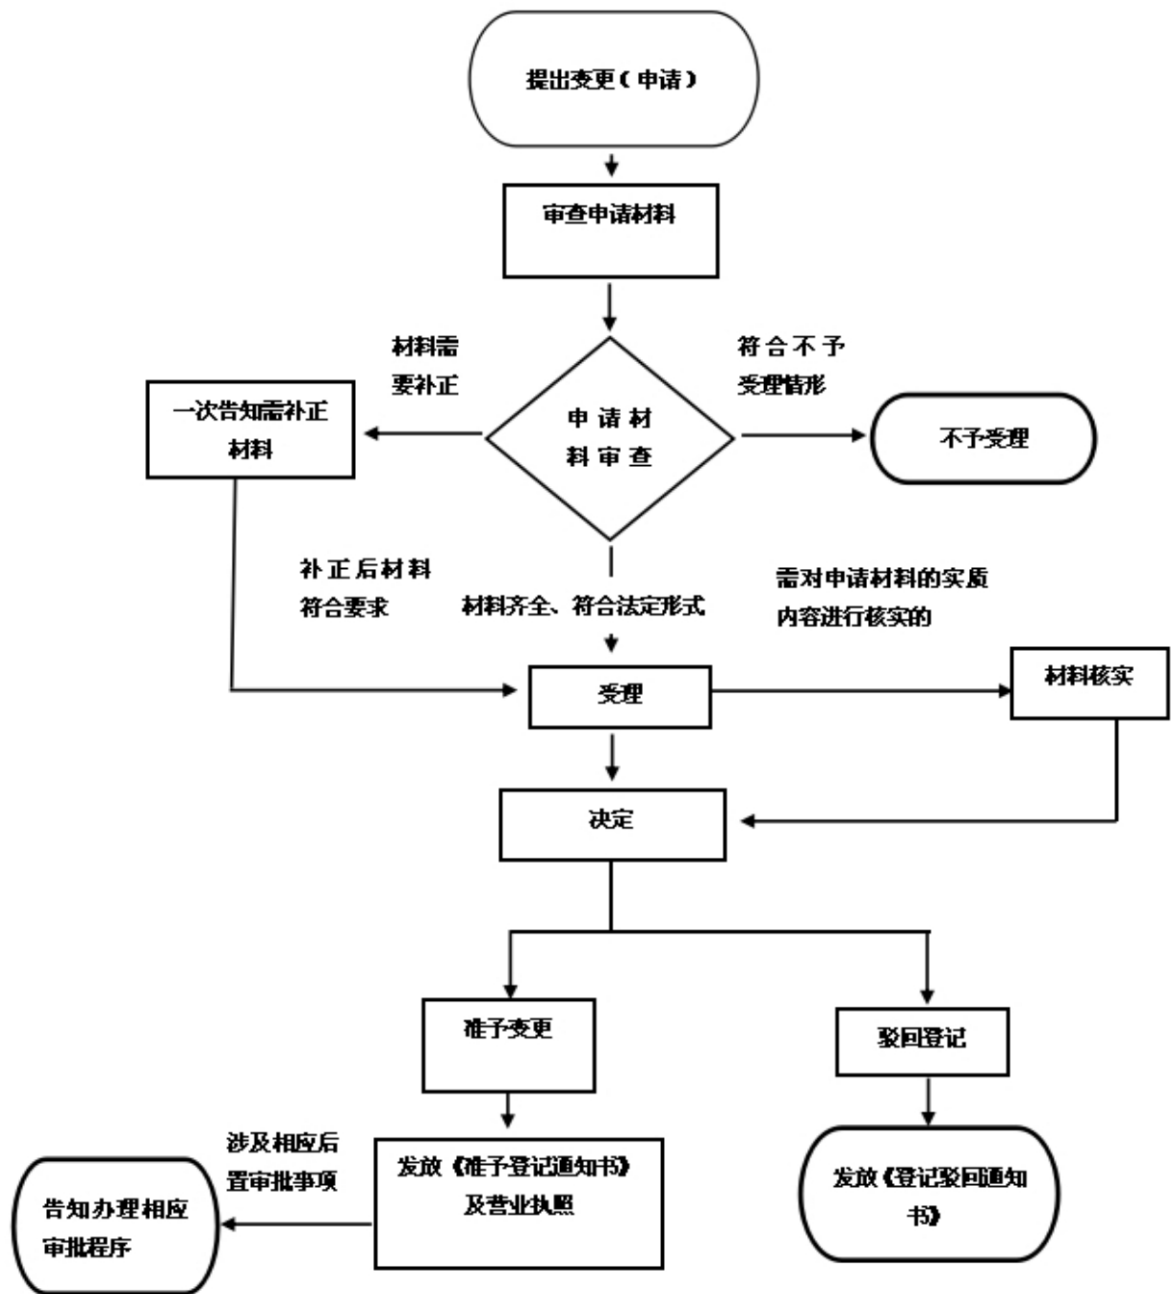 提出变更（申请）
审查申请材料
材料需
要补正
符合不予
受理情形
一次告知需补正
材料
申请材
料审查
不予受理
补正后材料
符合要求
材料齐全、符合法定形式
需对申请材料的实质
内容进行核实的
受理
材料核实
决定
准予变更
驳回登记
涉及相应后
置审批事项
发放《准予登记通知书》
及营业执照
发放《登记驳回通知
书》
告知办理相应
审批程序